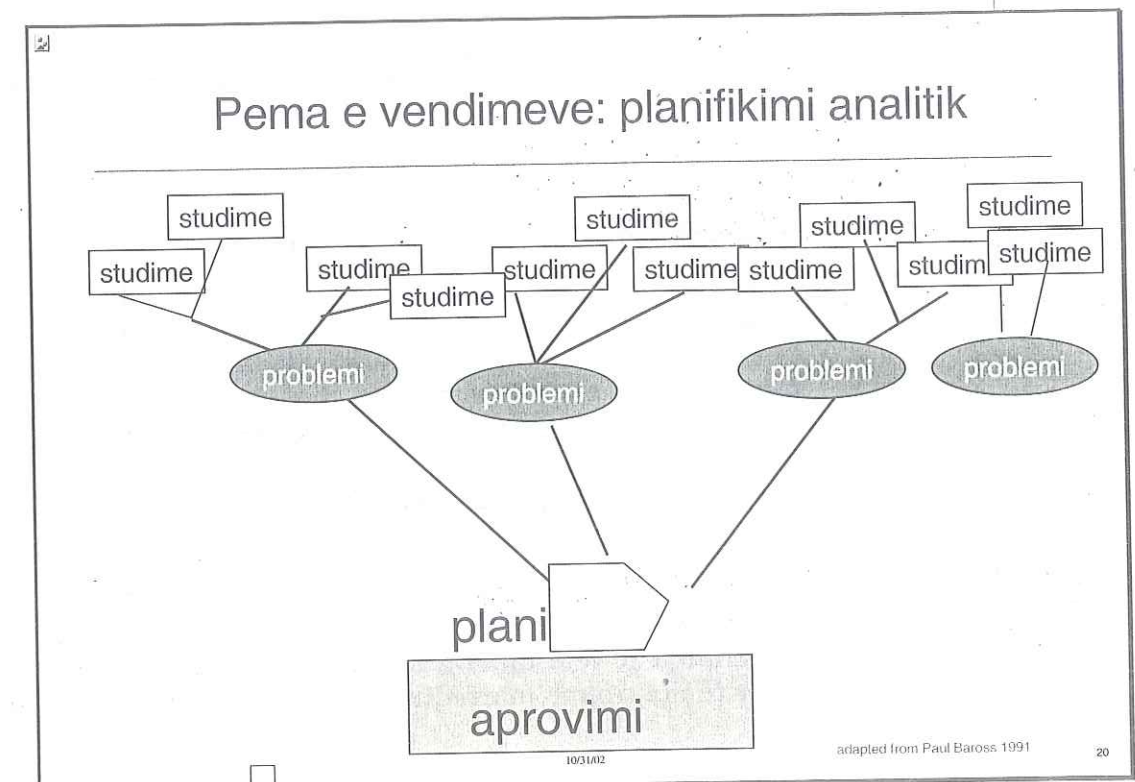 Pema e vendimeve: planifikimi analitik
studime
studime
studime
studime
studime
studime
studime
studime
studime
studim
studime
studime
problemi
problemi
problemi
problemi
plani
aprovimi
adapted from Paul Baross 1991
10/31/02
20